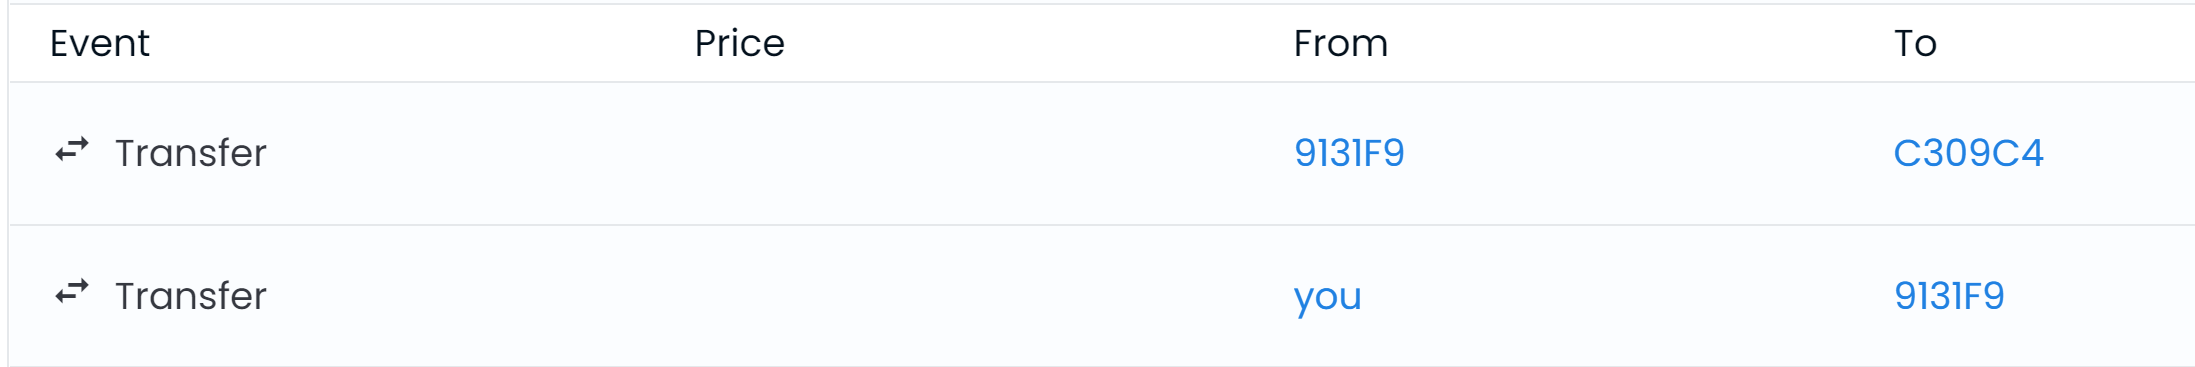 Event Price From To
Transfer 9131F9 C309C4
Transfer you 9131F9